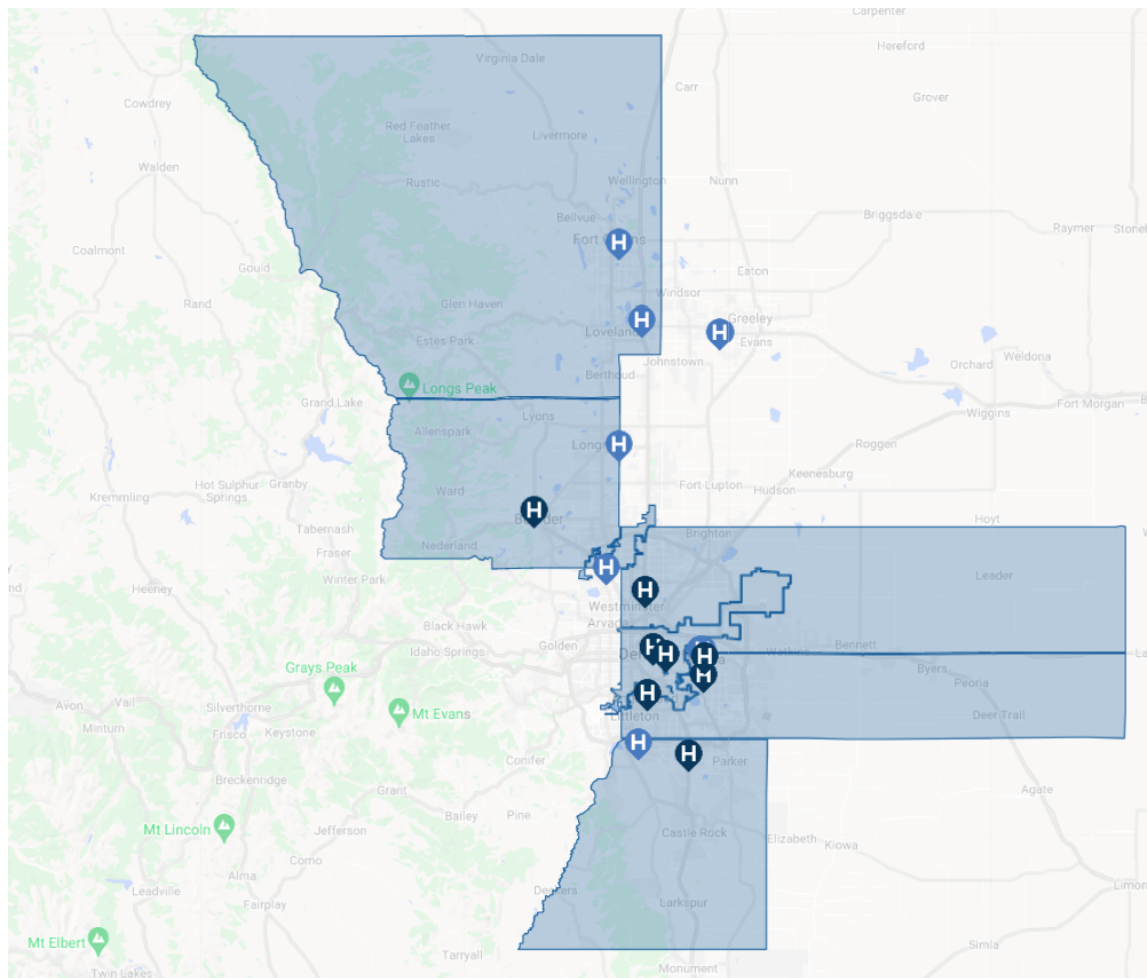 Carpenter
Hereford
Virginia Dale
Carr
Grover
Cowdrey
Red Feather
Lakes
Livermore
Walden
Rustic
Wellington
Nunn
Briggsdale
Bellvue
Raymer
Coalmont
Fort
H
Gould
Eaton
Rand
Windsor
Glen Haven
Greeley
H
H
Loveland
Evans
Estes Park
Johnstown
Orchard
Weldona
Berthoud
Longs Peak
Fort Morgan
Grand Lake
Wiggins
Lyons
Allenspark
H
Roggen
Keenesburg
Hot Sulphur
Springs
Granby
Kremmling
Ward
Fort Lupton
Hudson
H
Hoyt
Tabernash
Nederland
Brighton
Fraser
H
Leader
Winter Park
Heeney
H
Westminster
Arvada
Black Hawk
Bennett
Golden
Idaho Springs
H
H
H
Watkins
Byers
Grays Peak
H
Peoria
Silverthorne
H
Avon
Vail
Mt Evans
Littleton
Deer Trail
Frisco
Keystone
Minturn
H
H
Conifer
Parker
Breckenridge
Grant
Agate
Bailey
Pine
Mt Lincoln
Jefferson
Castle Rock
Elizabeth
Kiowa
Como
Alma
Leadville
Fairplay
Limon
Larkspur
Mt Elbert
Simla
Tarryall
Twin Lakes
Monument